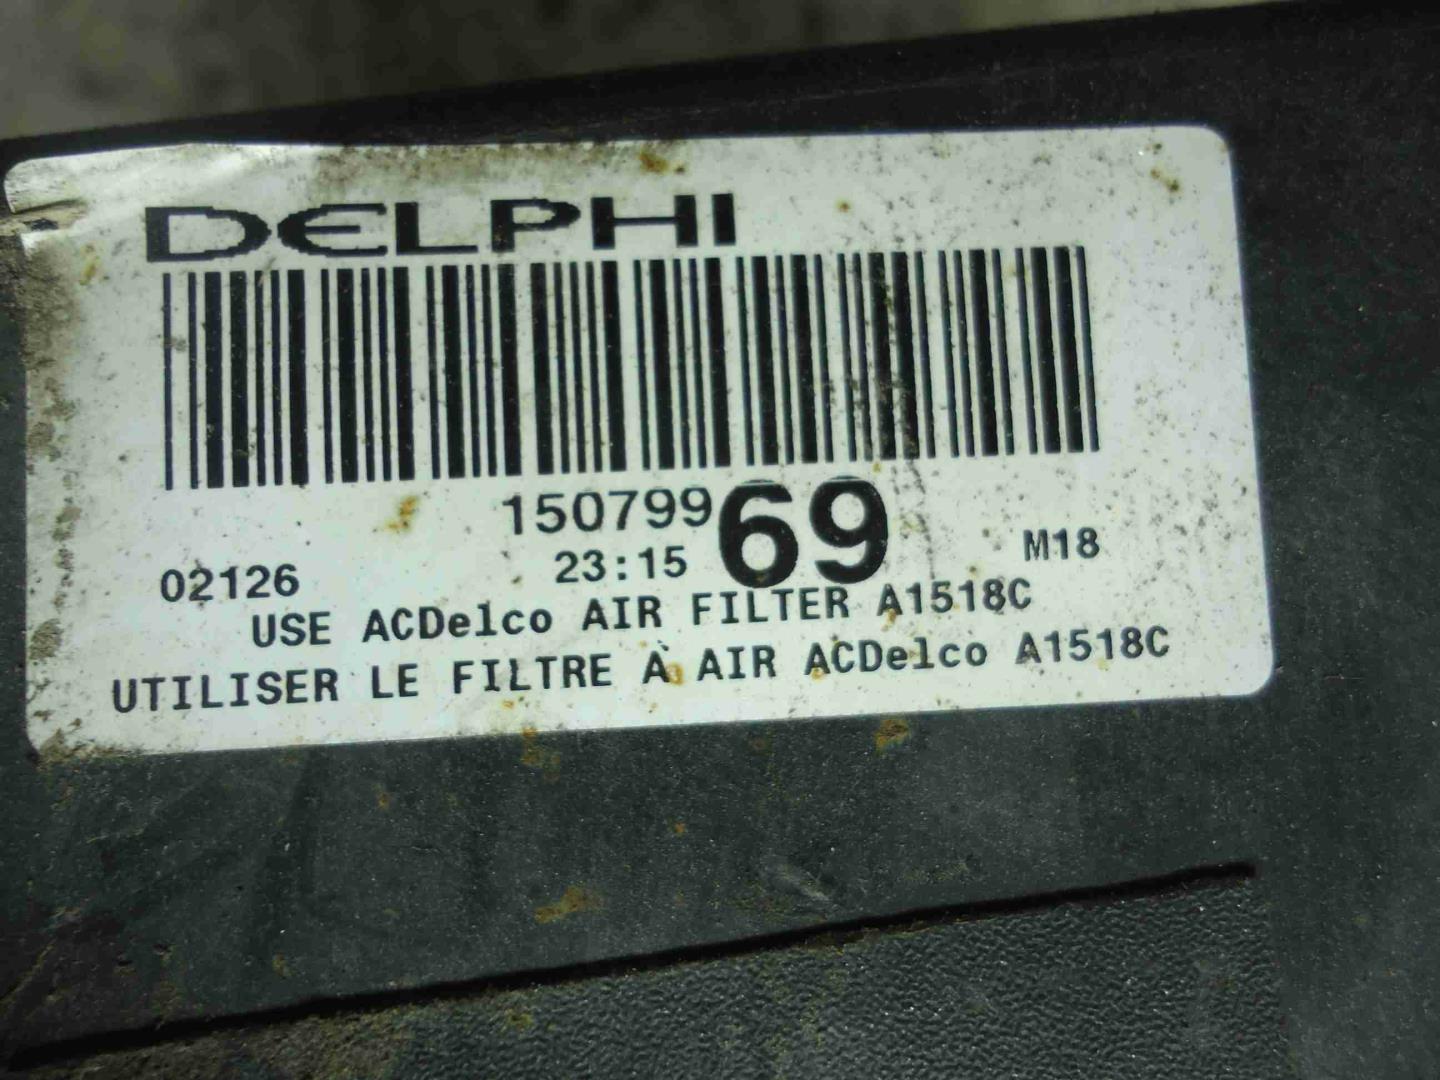 DELPHI
15079969
02126 23:15 M18
USE ACDelco AIR FILTER A1518C
UTILISER LE FILTRE À AIR ACDelco A1518C